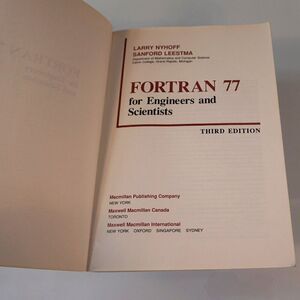 LARRY NYHOFF
SANFORD LEESTMA
Department of Mathematics and Computer Science
Calvin College, Grand Rapids, Michigan
FORTRAN 77
for Engineers and
Scientists
THIRD EDITION
Macmillan Publishing Company
NEW YORK
Maxwell Macmillan Canada
TORONTO
Maxwell Macmillan International
NEW YORK OXFORD SINGAPORE SYDNEY